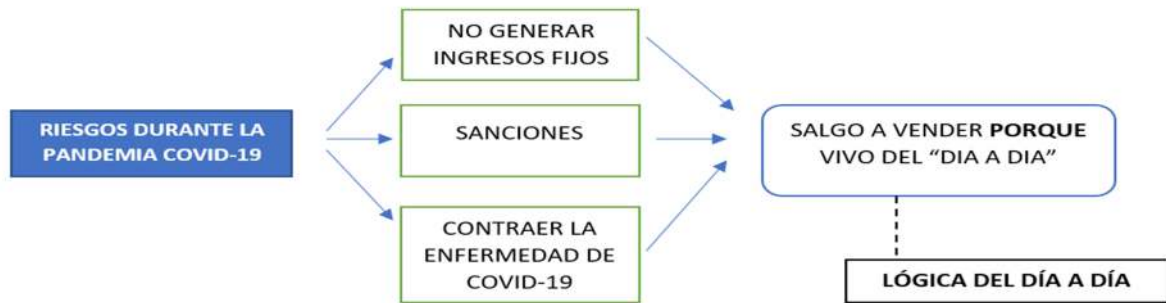 NO GENERAR
INGRESOS FIJOS
RIESGOS DURANTE LA
PANDEMIA COVID-19
SANCIONES
SALGO A VENDER PORQUE
VIVO DEL “DIA A DIA”
CONTRAER LA
ENFERMEDAD DE
COVID-19
LÓGICA DEL DÍA A DÍA